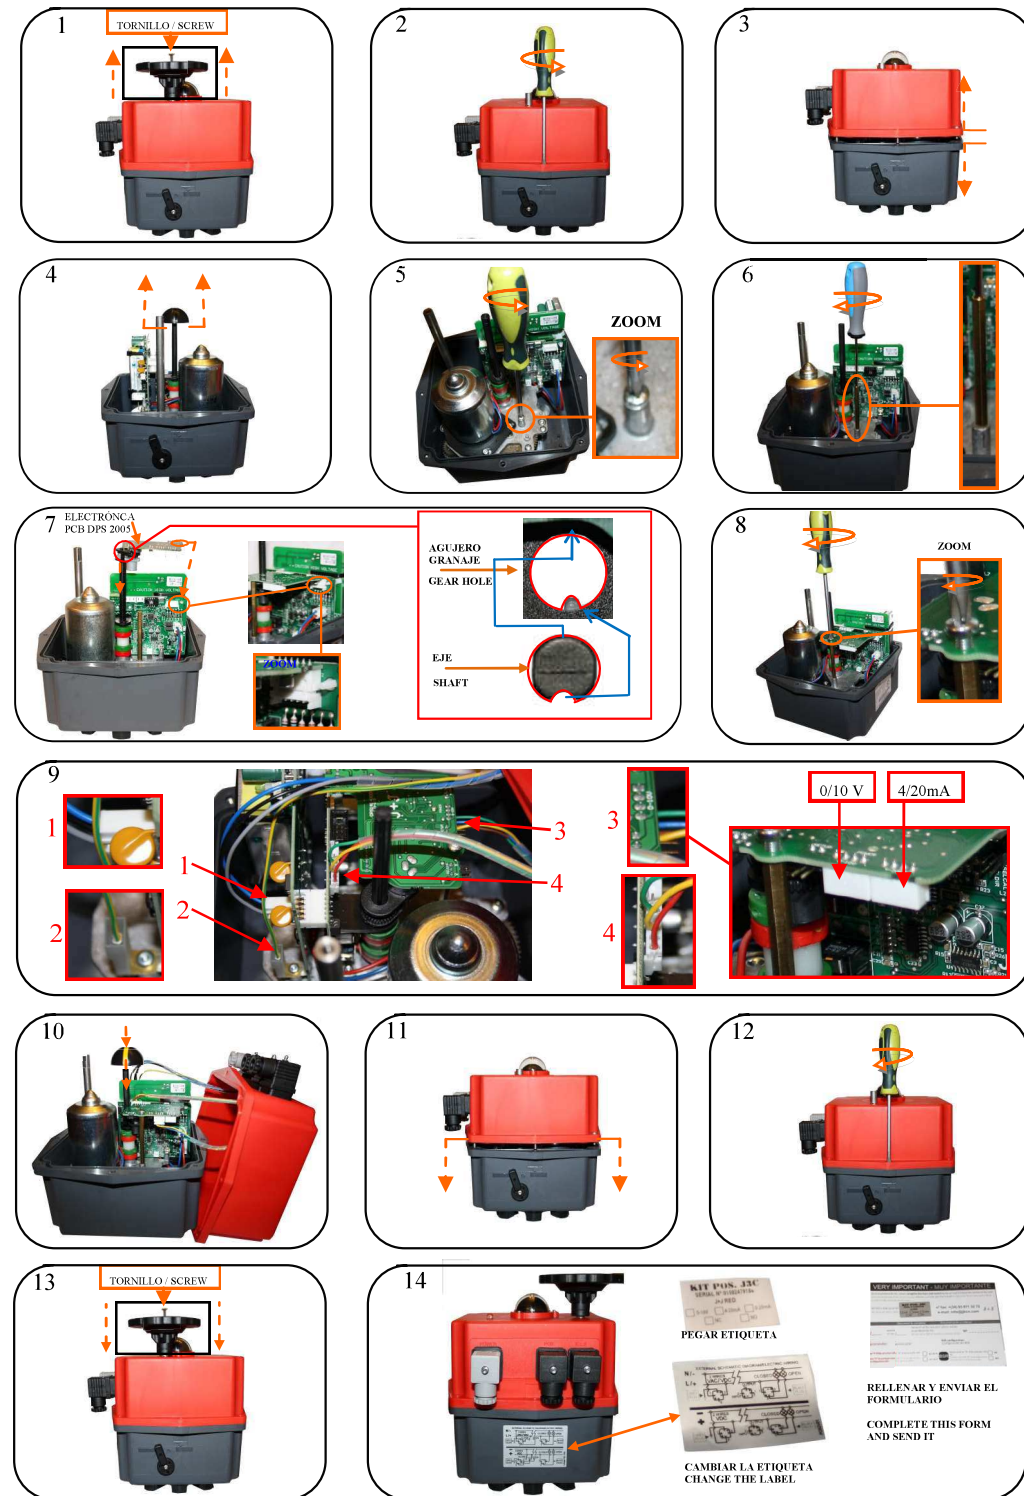 1
TORNILLO / SCREW
2
3
4
5
ZOOM
6
7
ELECTRÓNCA
PCB DPS 2005
ZOOM
AGUJERO
GRANAJE
GEAR HOLE
EJE
SHAFT
8
ZOOM
9
1
2
1
2
3
4
3
4
0/10 V
4/20mA
10
11
12
13
TORNILLO / SCREW
14
KIT POS. J3C
PEGAR ETIQUETA
CAMBIAR LA ETIQUETA
CHANGE THE LABEL
VERY IMPORTANT - MUY IMPORTANTE
RELLENAR Y ENVIAR EL
FORMULARIO
COMPLETE THIS FORM
AND SEND IT